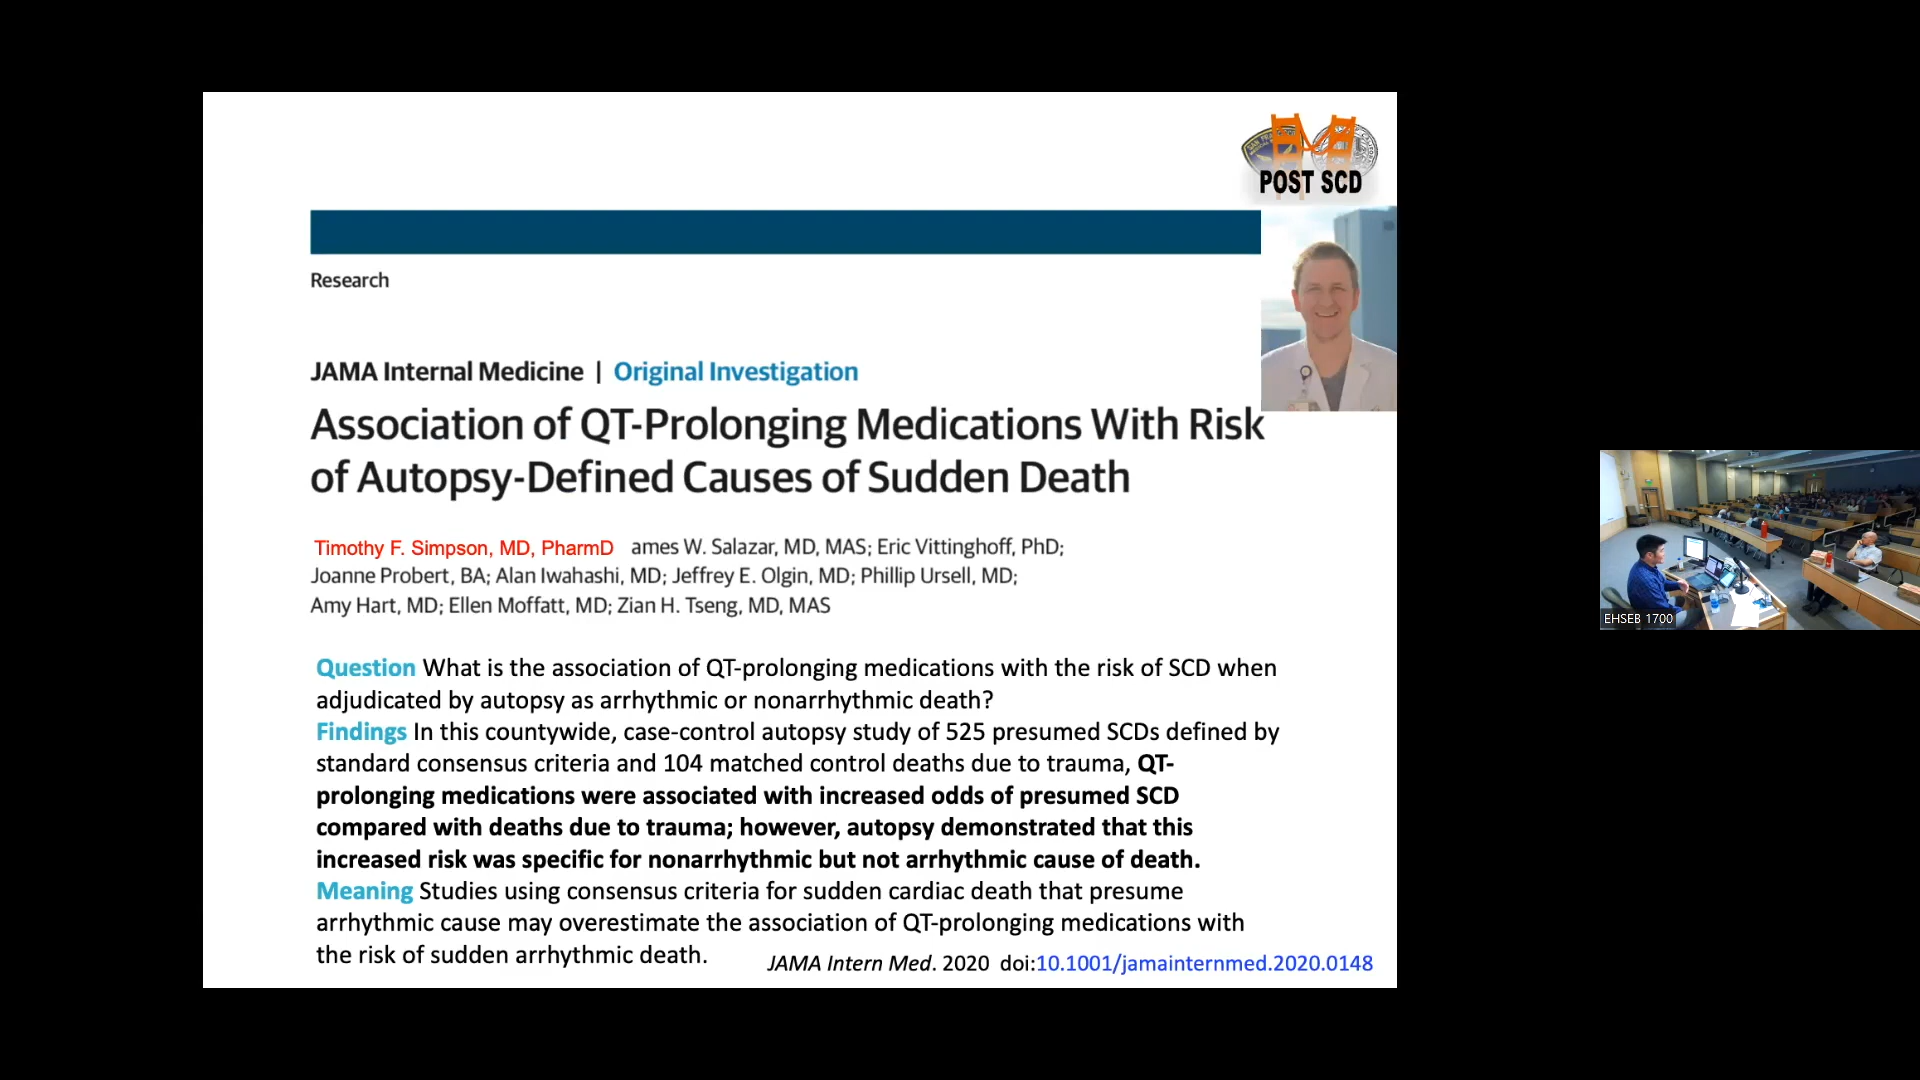 POST SCD
Research
JAMA Internal Medicine | Original Investigation
Association of QT-Prolonging Medications With Risk
of Autopsy-Defined Causes of Sudden Death
Timothy F. Simpson, MD, PharmD ames W. Salazar, MD, MAS; Eric Vittinghoff, PhD;
Joanne Probert, BA; Alan Iwahashi, MD; Jeffrey E. Olgin, MD; Phillip Ursell, MD;
Amy Hart, MD; Ellen Moffatt, MD; Zian H. Tseng, MD, MAS
Question What is the association of QT-prolonging medications with the risk of SCD when
adjudicated by autopsy as arrhythmic or nonarrhythmic death?
Findings In this countywide, case-control autopsy study of 525 presumed SCDs defined by
standard consensus criteria and 104 matched control deaths due to trauma, QT-
prolonging medications were associated with increased odds of presumed SCD
compared with deaths due to trauma; however, autopsy demonstrated that this
increased risk was specific for nonarrhythmic but not arrhythmic cause of death.
Meaning Studies using consensus criteria for sudden cardiac death that presume
arrhythmic cause may overestimate the association of QT-prolonging medications with
the risk of sudden arrhythmic death.
JAMA Intern Med. 2020 doi:10.1001/jamainternmed.2020.0148
EHSEB 1700